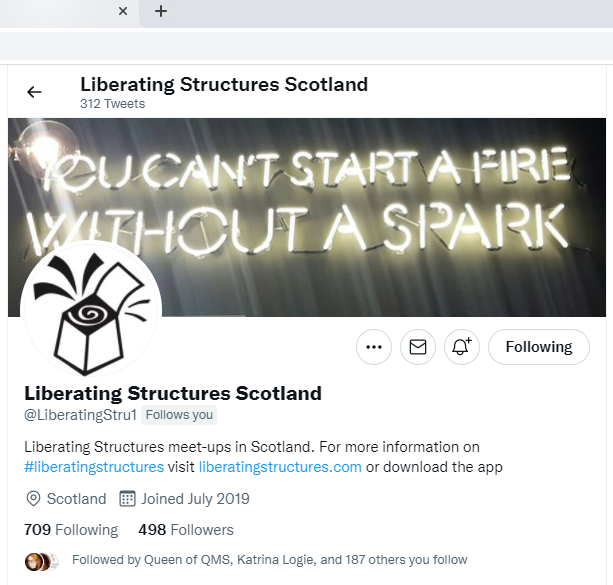 Liberating Structures Scotland
312 Tweets
YOU CAN'T START A FIRE
WITHOUT A SPARK
Following
Liberating Structures Scotland
@LiberatingStru1 Follows you
Liberating Structures meet-ups in Scotland. For more information on
#liberatingstructures visit liberatingstructures.com or download the app
Scotland Joined July 2019
709 Following 498 Followers
Followed by Queen of QMS, Katrina Logie, and 187 others you follow